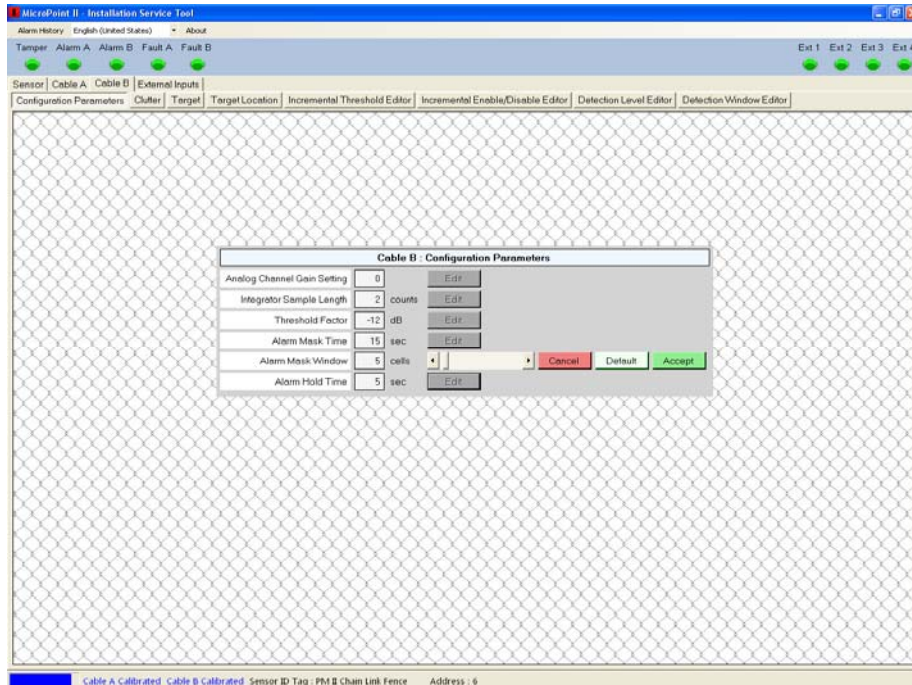 MicroPoint II - Installation Service Tool
Alarm History English (United States) About
Tamper Alarm A Alarm B Fault A Fault B Ext 1 Ext 2 Ext 3 Ext 4
Sensor Cable A Cable B External Inputs
Configuration Parameters Clutter Target Target Location Incremental Threshold Editor Incremental Enable/Disable Editor Detection Level Editor Detection Window Editor
Cable B : Configuration Parameters
Analog Channel Gain Setting 0 Edit
Integrator Sample Length 2 counts Edit
Threshold Factor -12 dB Edit
Alarm Mask Time 15 sec Edit
Alarm Mask Window 5 cells Cancel Default Accept
Alarm Hold Time 5 sec Edit
Cable A Calibrated Cable B Calibrated Sensor ID Tag : PM II Chain Link Fence Address : 6